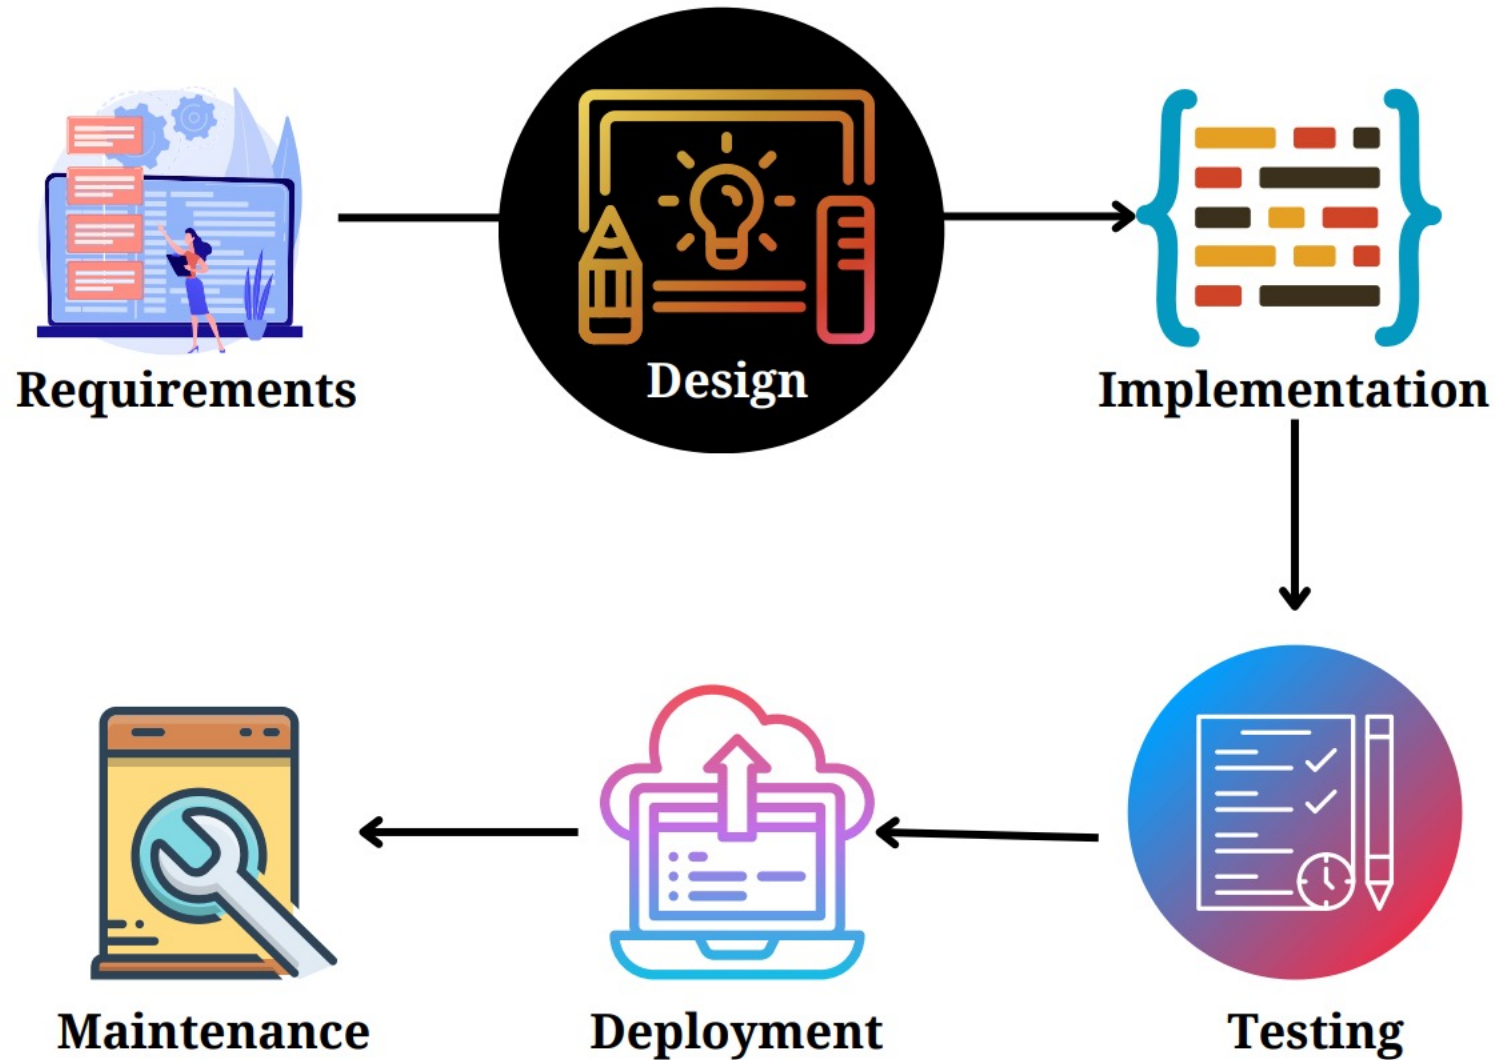 Requirements
Design
Implementation
Maintenance
Deployment
Testing